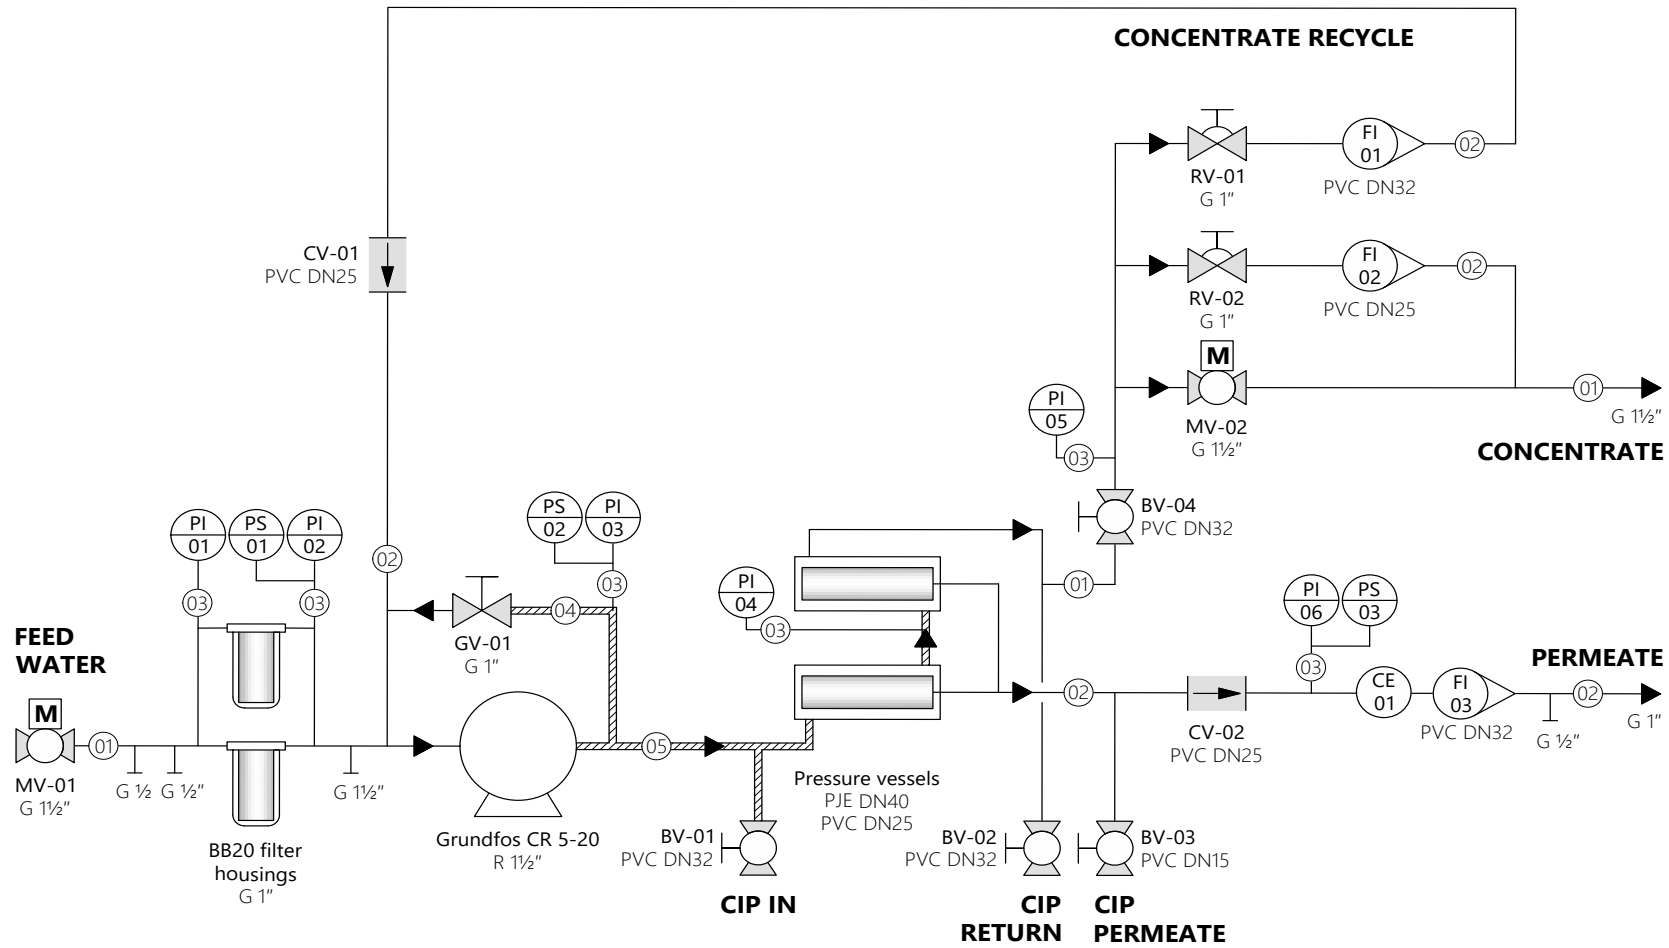 CONCENTRATE RECYCLE
FI
01
02
RV-01
G 1"
PVC DN32
CV-01
PVC DN25
FI
02
02
RV-02
G 1"
PVC DN25
M
MV-02
G 1½"
01
G 1½"
CONCENTRATE
PI
05
03
BV-04
PVC DN32
01
PI
01
PS
01
PI
02
03
03
02
PS
02
PI
03
03
04
GV-01
G 1"
FEED
WATER
M
MV-01
G 1½"
01
G ½
G ½"
G 1½"
BB20 filter
housings
G 1"
Grundfos CR 5-20
R 1½"
05
PI
04
03
Pressure vessels
PJE DN40
PVC DN25
BV-01
PVC DN32
CIP IN
BV-02
PVC DN32
CIP
RETURN
BV-03
PVC DN15
CIP
PERMEATE
02
CV-02
PVC DN25
PI
06
PS
03
03
CE
01
FI
03
PVC DN32
G ½"
02
G 1"
PERMEATE